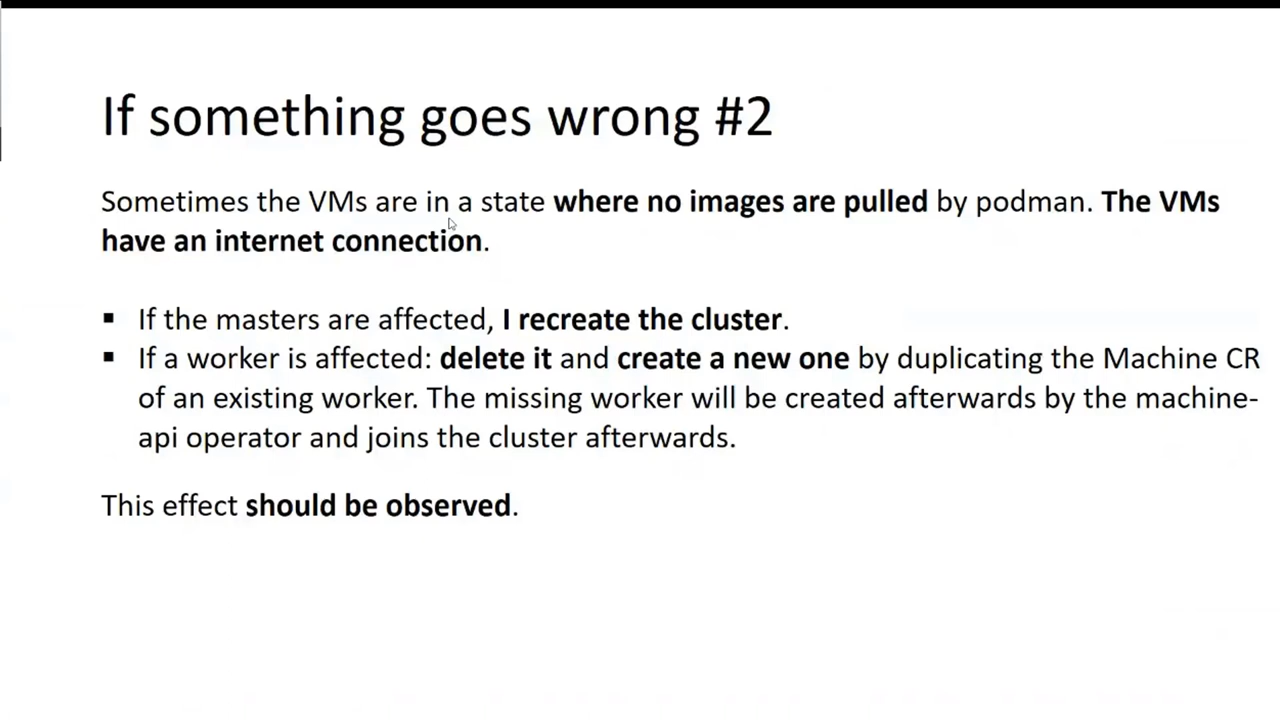 If something goes wrong #2
Sometimes the VMs are in a state where no images are pulled by podman. The VMs
have an internet connection.
▪ If the masters are affected, I recreate the cluster.
▪ If a worker is affected: delete it and create a new one by duplicating the Machine CR
of an existing worker. The missing worker will be created afterwards by the machine-
api operator and joins the cluster afterwards.
This effect should be observed.